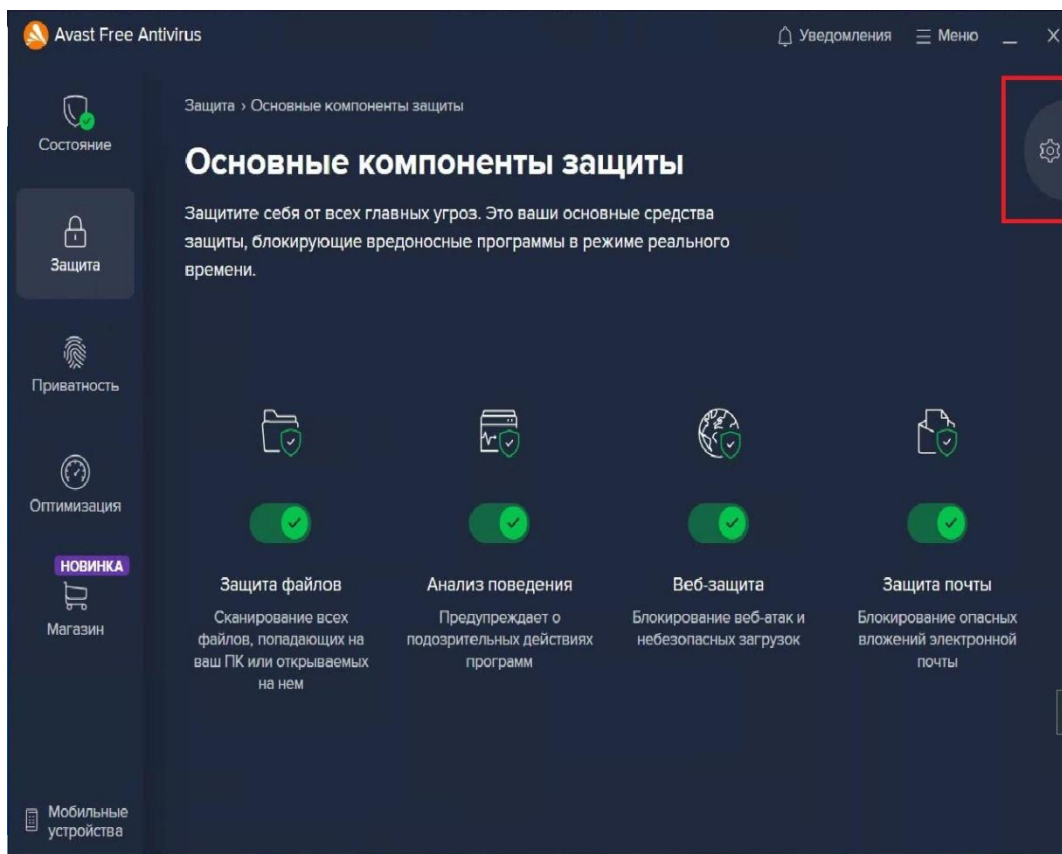 Avast Free Antivirus
Уведомления
Меню
Состояние
Защита
Приватность
Оптимизация
НОВИНКА
Магазин
Мобильные
устройства
Защита › Основные компоненты защиты
Основные компоненты защиты
Защитите себя от всех главных угроз. Это ваши основные средства
защиты, блокирующие вредоносные программы в режиме реального
времени.
Защита файлов
Сканирование всех
файлов, попадающих на
ваш ПК или открываемых
на нем
Анализ поведения
Предупреждает о
подозрительных действиях
программ
Веб-защита
Блокирование веб-атак и
небезопасных загрузок
Защита почты
Блокирование опасных
вложений электронной
почты